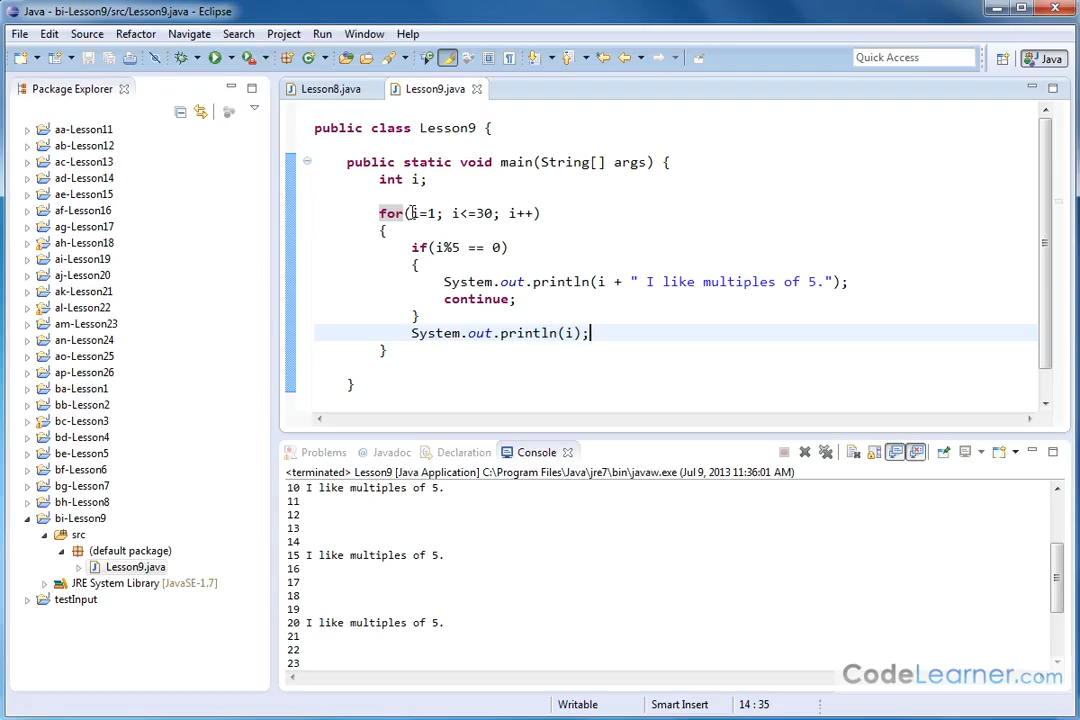 Java - bi-Lesson9/src/Lesson9.java - Eclipse
File Edit Source Refactor Navigate Search Project Run Window Help
Quick Access
Java
Package Explorer
Lesson8.java
Lesson9.java
aa-Lesson11
ab-Lesson12
ac-Lesson13
ad-Lesson14
ae-Lesson15
af-Lesson16
ag-Lesson17
ah-Lesson18
ai-Lesson19
aj-Lesson20
ak-Lesson21
al-Lesson22
am-Lesson23
an-Lesson24
ao-Lesson25
ap-Lesson26
ba-Lesson1
bb-Lesson2
bc-Lesson3
bd-Lesson4
be-Lesson5
bf-Lesson6
bg-Lesson7
bh-Lesson8
bi-Lesson9
src
(default package)
Lesson9.java
JRE System Library [JavaSE-1.7]
testInput
public class Lesson9 {
public static void main(String[] args) {
int i;
for(i=1; i<=30; i++)
{
if(i%5 == 0)
{
System.out.println(i + " I like multiples of 5.");
continue;
}
System.out.println(i);
}
}
Problems @ Javadoc Declaration Console
<terminated> Lesson9 [Java Application] C:\Program Files\Java\jre7\bin\javaw.exe (Jul 9, 2013 11:36:01 AM)
10 I like multiples of 5.
11
12
13
14
15 I like multiples of 5.
16
17
18
19
20 I like multiples of 5.
21
22
23
CodeLearner.com
Writable Smart Insert 14 : 35